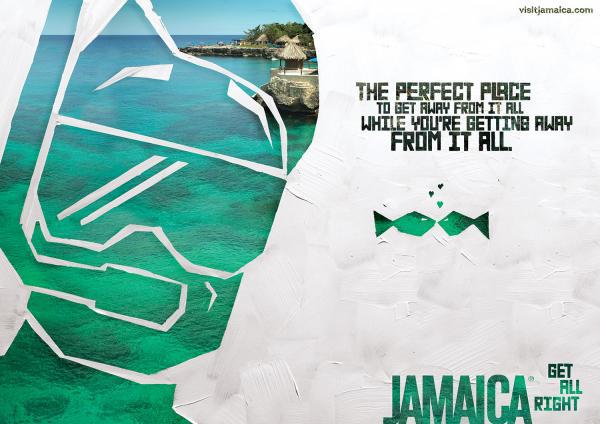 visitjamaica.com
THE PERFECT PLACE
TO GET AWAY FROM IT ALL
WHILE YOU'RE GETTING AWAY
FROM IT ALL.
JAMAICA®
GET
ALL
RIGHT